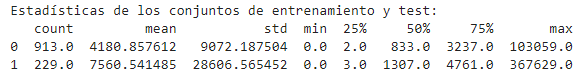 Estadísticas de los conjuntos de entrenamiento y test:
count mean std min 25% 50% 75% max
0 913.0 4180.857612 9072.187504 0.0 2.0 833.0 3237.0 103059.0
1 229.0 7560.541485 28606.565452 0.0 3.0 1307.0 4761.0 367629.0